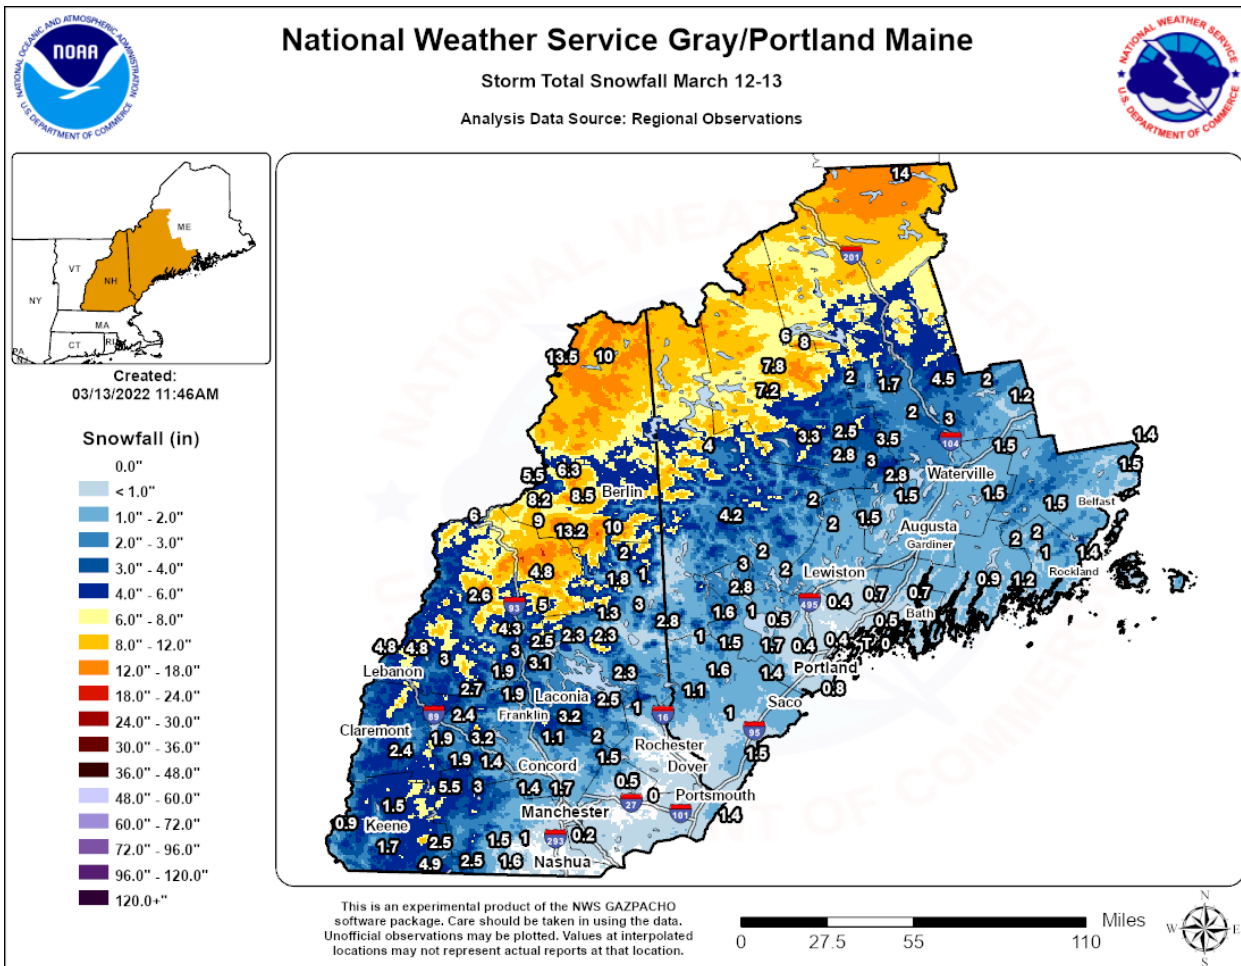 National Weather Service Gray/Portland Maine
Storm Total Snowfall March 12-13
Analysis Data Source: Regional Observations
NATIONAL OCEANIC AND ATMOSPHERIC ADMINISTRATION
U.S. DEPARTMENT OF COMMERCE
NOAA
NATIONAL WEATHER SERVICE
U.S. DEPARTMENT OF COMMERCE
ME
VT
NH
NY
MA
CT
RI
PA
NJ
Created:
03/13/2022 11:46AM
Snowfall (in)
0.0"
< 1.0"
1.0" - 2.0"
2.0" - 3.0"
3.0" - 4.0"
4.0" - 6.0"
6.0" - 8.0"
8.0" - 12.0"
12.0" - 18.0"
18.0" - 24.0"
24.0" - 30.0"
30.0" - 36.0"
36.0" - 48.0"
48.0" - 60.0"
60.0" - 72.0"
72.0" - 96.0"
96.0" - 120.0"
120.0+"
14
201
6
8
13.5 10
7.8
7.2
2
1.7
4.5
2
1.2
2
3
104
1.4
4
3.3
2.5
3.5
1.5
2.8
3
1.5
5.5
6.3
2.8
Waterville
8.2
8.5
Berlin
2
1.5
1.5
1.5
Belfast
6
9
13.2
10
4.2
2
1.5
Augusta
2
2
Gardiner
2
2
3
2
1
1.4
4.8
1.8
1
2.8
Lewiston
0.9
1.2
Rockland
2.6
93
5
1.3
3
1.6
1
495
0.4
0.7
0.7
Bath
2.8
0.5
0.5
4.3
2.5
2.3
2.3
1
1.5
1.7
0.4
0.4
1
0
4.8
4.8
3
3
3.1
Portland
Lebanon
1.9
2.3
1.6
1.4
0.8
2.7
1.9
Laconia
2.5
1.1
Saco
89
2.4
Franklin
3.2
1
16
1
Claremont
1.9
3.2
1.1
2
Rochester
95
2.4
1.9
1.4
Concord
1.5
Dover
1.5
5.5
3
1.4
1.7
0.5
0
Portsmouth
1.5
27
101
1.4
0.9
Keene
Manchester
1.7
2.5
1.5
1
293
0.2
4.9
2.5
1.6
Nashua
This is an experimental product of the NWS GAZPACHO
software package. Care should be taken in using the data.
Unofficial observations may be plotted. Values at interpolated
locations may not represent actual reports at that location.
Miles
0 27.5 55 110
N
W E
S